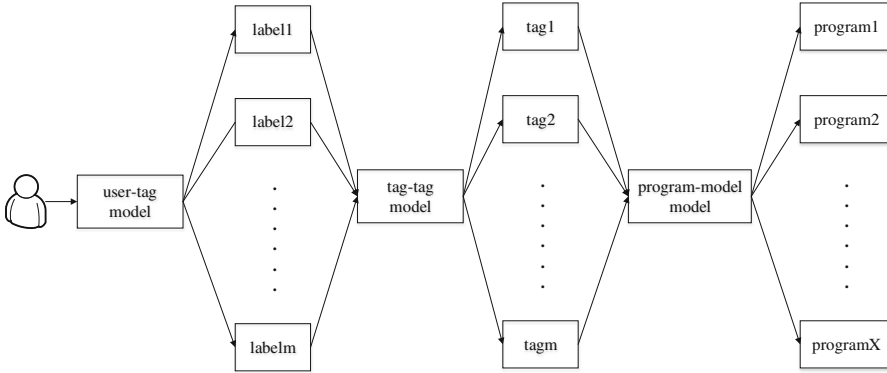 label1
tag1
program1
label2
tag2
program2
user-tag
model
tag-tag
model
program-model
model
labelm
tagm
programX